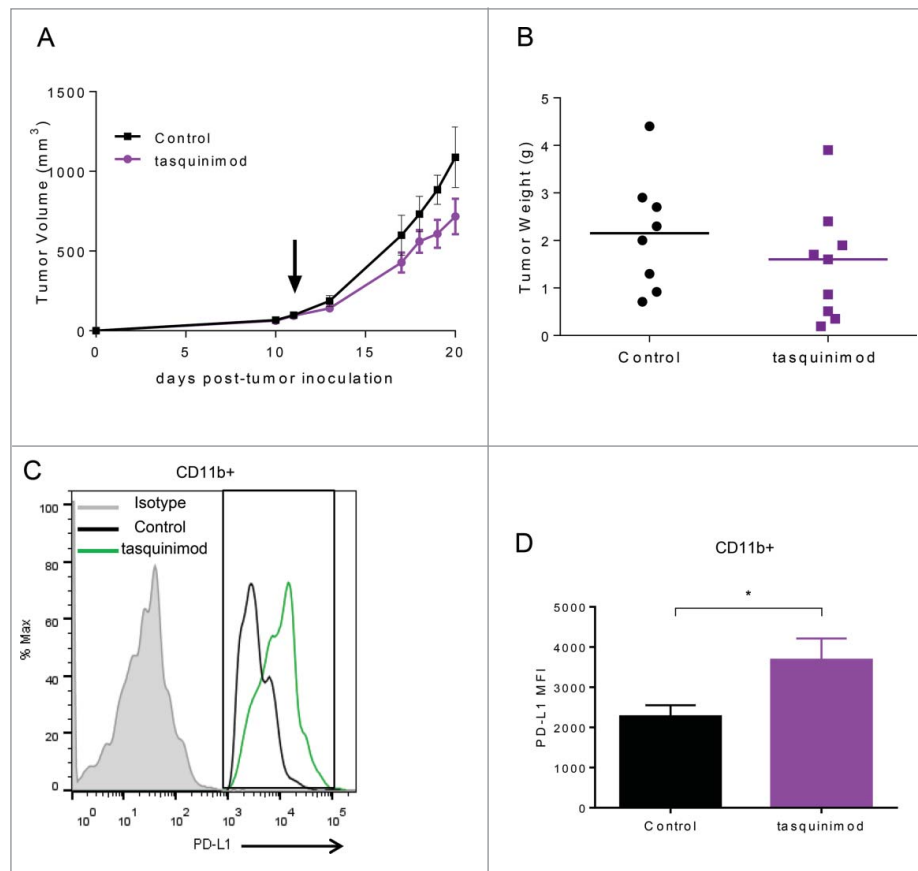 A
Tumor Volume (mm³)
1500
1000
500
0
Control
tasquinimod
0 5 10 15 20
days post-tumor inoculation
B
Tumor Weight (g)
5
4
3
2
1
0
Control tasquinimod
C
CD11b+
% Max
100
80
60
40
20
0
Isotype
Control
tasquinimod
10⁰ 10¹ 10² 10³ 10⁴ 10⁵
PD-L1
D
CD11b+
*
PD-L1 MFI
5000
4000
3000
2000
1000
0
Control tasquinimod